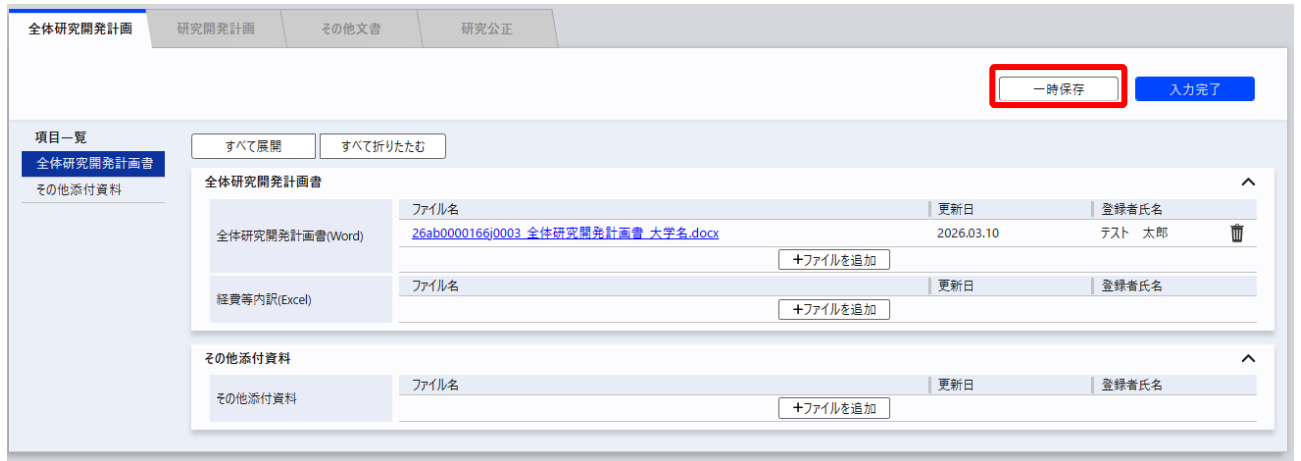 全体研究開発計画 研究開発計画 その他文書 研究公正
一時保存 入力完了
項目一覧
全体研究開発計画書
その他添付資料
すべて展開 すべて折りたたむ
全体研究開発計画書
ファイル名 更新日 登録者氏名
全体研究開発計画書(Word) 26ab0000166j0003_全体研究開発計画書_大学名.docx 2026.03.10 テスト 太郎
+ファイルを追加
ファイル名 更新日 登録者氏名
経費等内訳(Excel)
+ファイルを追加
その他添付資料
ファイル名 更新日 登録者氏名
その他添付資料
+ファイルを追加